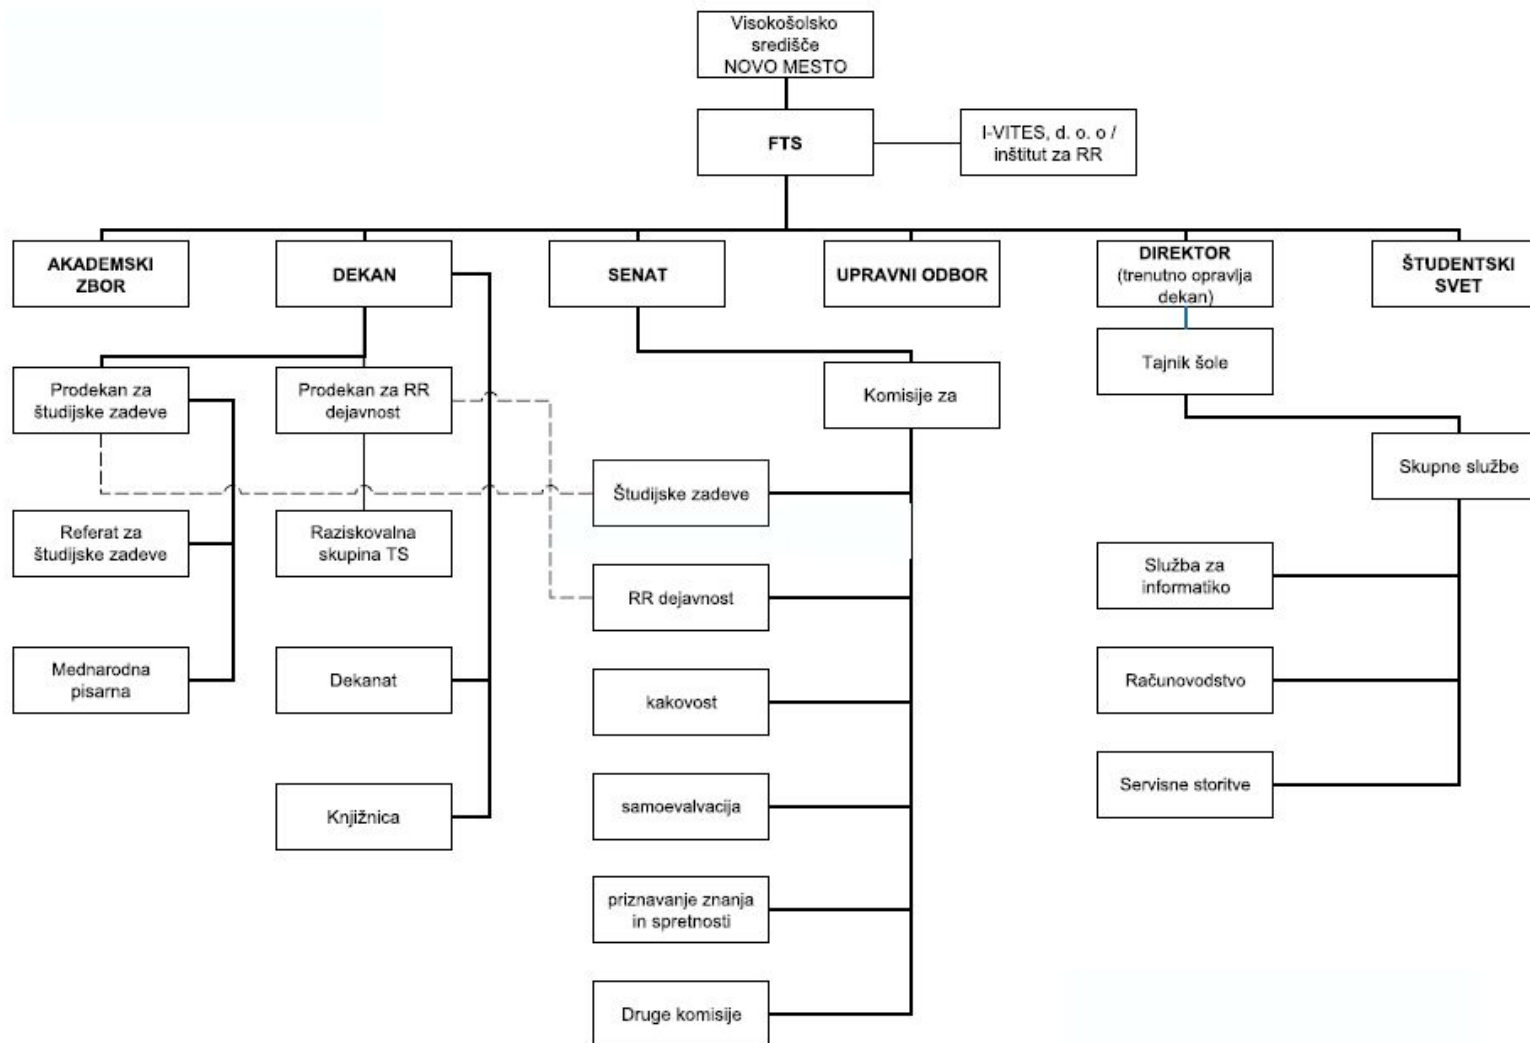 Visokošolsko
središče
NOVO MESTO
FTS
I-VITES, d. o. o /
inštitut za RR
AKADEMSKI
ZBOR
DEKAN
SENAT
UPRAVNI ODBOR
DIREKTOR
(trenutno opravlja
dekan)
ŠTUDENTSKI
SVET
Tajnik šole
Prodekan za
študijske zadeve
Prodekan za RR
dejavnost
Komisije za
Skupne službe
Študijske zadeve
Referat za
študijske zadeve
Raziskovalna
skupina TS
Služba za
informatiko
RR dejavnost
Mednarodna
pisarna
Dekanat
kakovost
Računovodstvo
Servisne storitve
samoevalvacija
Knjižnica
priznavanje znanja
in spretnosti
Druge komisije